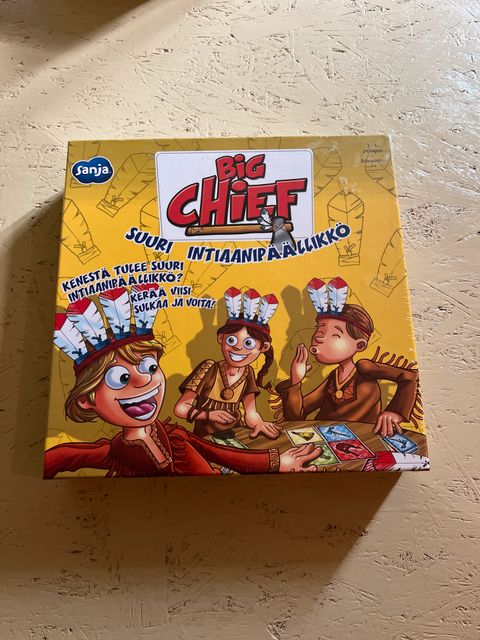 sanja
BiG
CHiEF
SUURI INTIAANIPÄÄLLIKKÖ
KENESTÄ TULEE SUURI
INTIAANIPÄÄLLIKKÖ?
KERÄÄ VIISI
SULKAA JA VOITA!